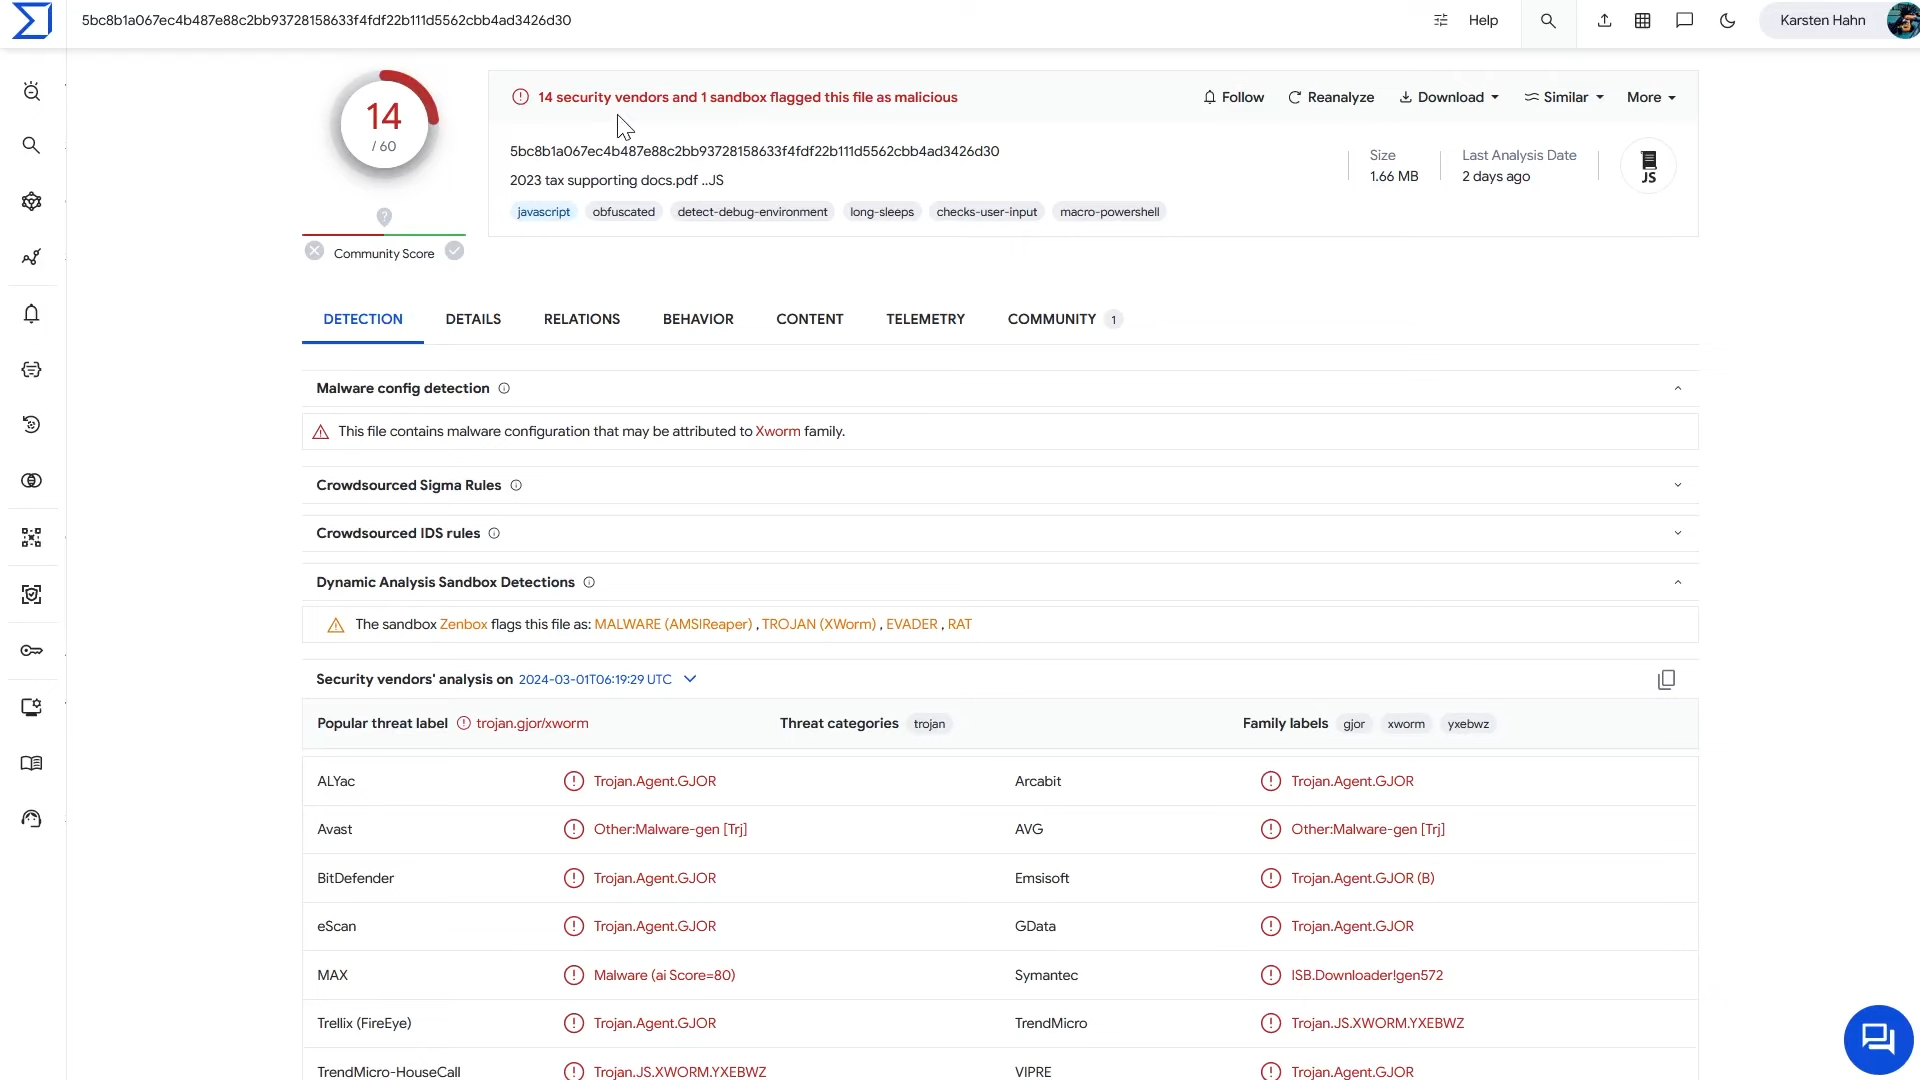 5bc8b1a067ec4b487e88c2bb93728158633f4fdf22b111d5562cbb4ad3426d30
Help
Karsten Hahn
14
/ 60
14 security vendors and 1 sandbox flagged this file as malicious
Follow
Reanalyze
Download
Similar
More
5bc8b1a067ec4b487e88c2bb93728158633f4fdf22b111d5562cbb4ad3426d30
2023 tax supporting docs.pdf ..JS
Size
1.66 MB
Last Analysis Date
2 days ago
JS
javascript
obfuscated
detect-debug-environment
long-sleeps
checks-user-input
macro-powershell
Community Score
DETECTION
DETAILS
RELATIONS
BEHAVIOR
CONTENT
TELEMETRY
COMMUNITY 1
Malware config detection
This file contains malware configuration that may be attributed to Xworm family.
Crowdsourced Sigma Rules
Crowdsourced IDS rules
Dynamic Analysis Sandbox Detections
The sandbox Zenbox flags this file as: MALWARE (AMSIReaper) , TROJAN (XWorm) , EVADER , RAT
Security vendors' analysis on 2024-03-01T06:19:29 UTC
Popular threat label trojan.gjor/xworm
Threat categories trojan
Family labels gjor xworm yxebwz
ALYac Trojan.Agent.GJOR
Arcabit Trojan.Agent.GJOR
Avast Other:Malware-gen [Trj]
AVG Other:Malware-gen [Trj]
BitDefender Trojan.Agent.GJOR
Emsisoft Trojan.Agent.GJOR (B)
eScan Trojan.Agent.GJOR
GData Trojan.Agent.GJOR
MAX Malware (ai Score=80)
Symantec ISB.Downloader!gen572
Trellix (FireEye) Trojan.Agent.GJOR
TrendMicro Trojan.JS.XWORM.YXEBWZ
TrendMicro-HouseCall Trojan.JS.XWORM.YXEBWZ
VIPRE Trojan.Agent.GJOR